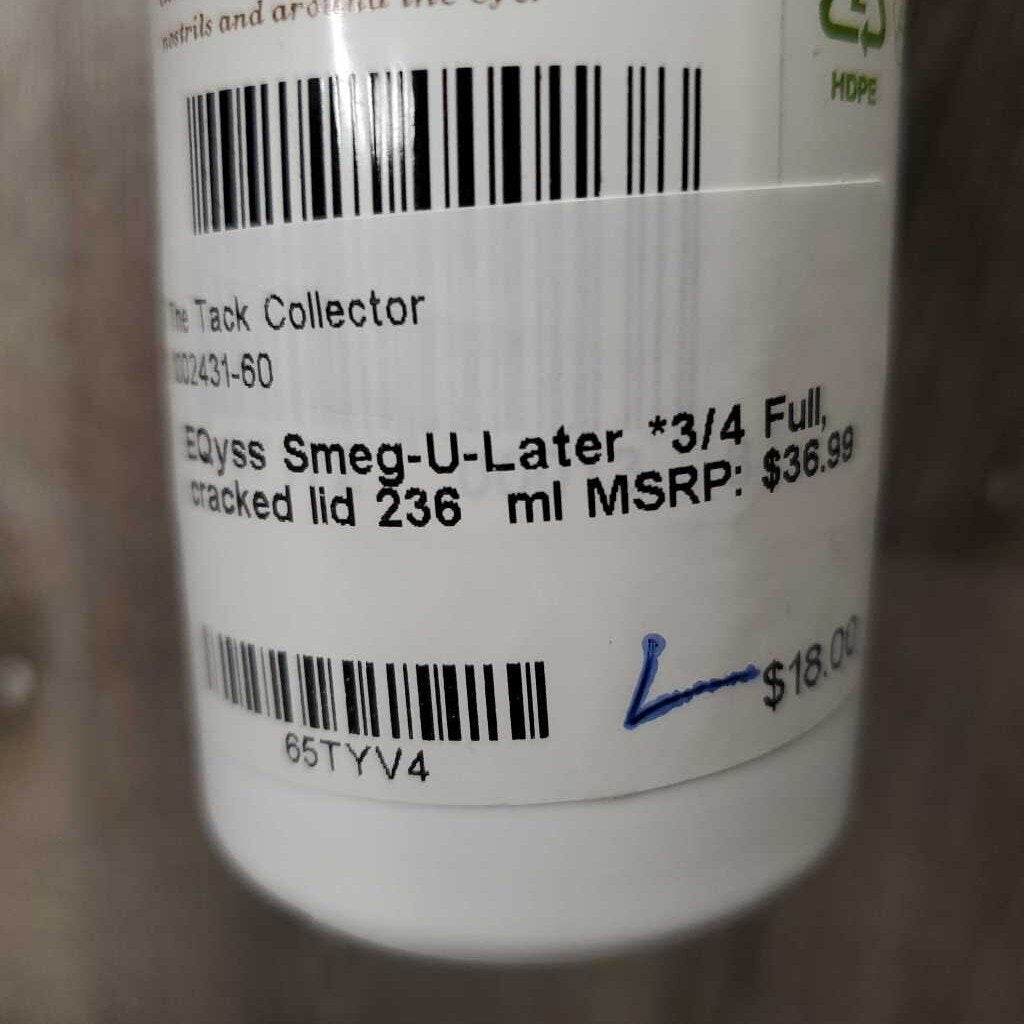 nostrils and around the eyes.
HDPE
The Tack Collector
1002431-60
EQyss Smeg-U-Later *3/4 Full,
cracked lid 236 ml MSRP: $36.99
L
$18.00
65TYV4